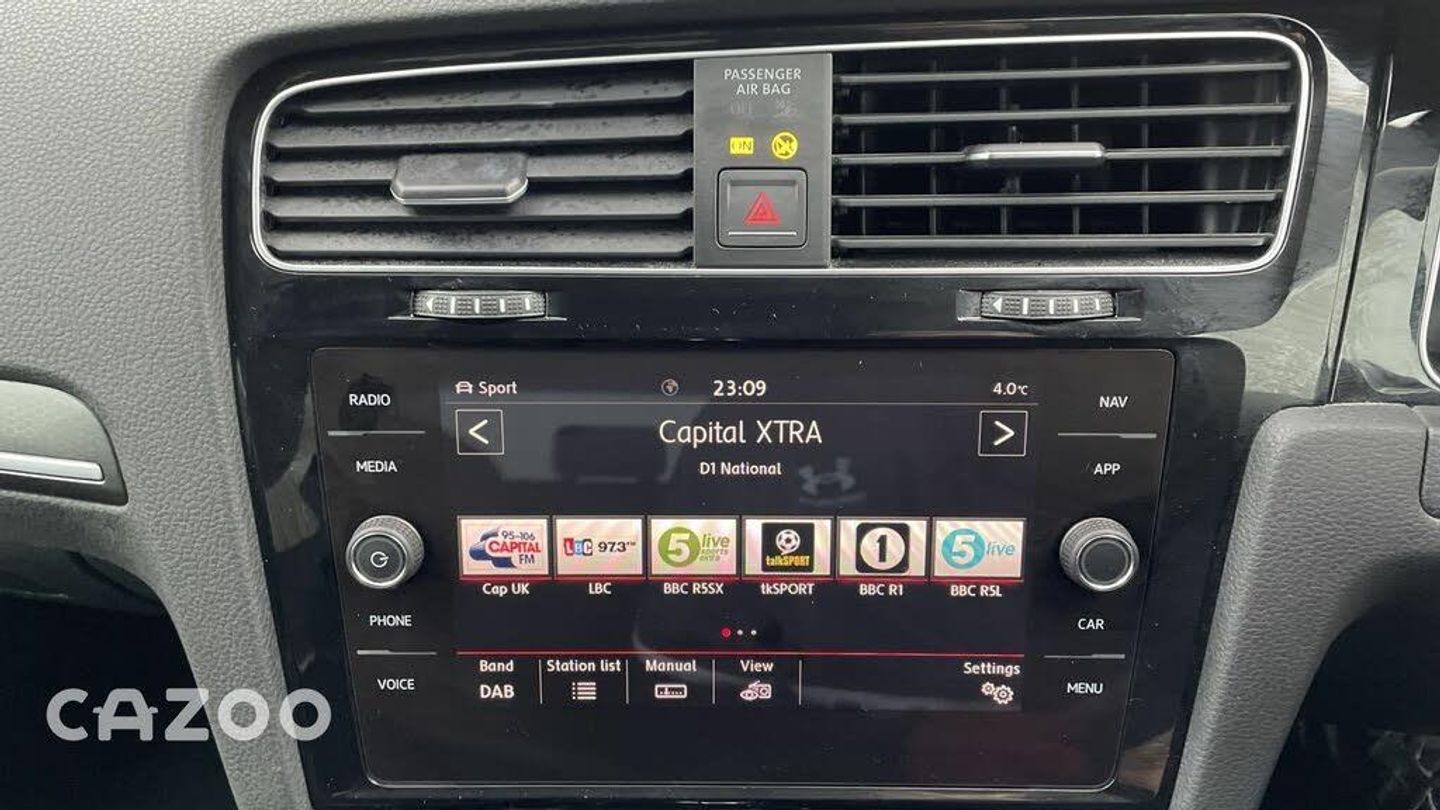 PASSENGER
AIR BAG
ON
RADIO
MEDIA
PHONE
VOICE
Sport
23:09
4.0°C
Capital XTRA
D1 National
95-106
CAPITAL
FM
LBC 97.3 FM
5 live
sports
extra
talkSPORT
1
5 live
Cap UK
LBC
BBC R5SX
tkSPORT
BBC R1
BBC R5L
Band
DAB
Station list
Manual
View
Settings
NAV
APP
CAR
MENU
CAZOO